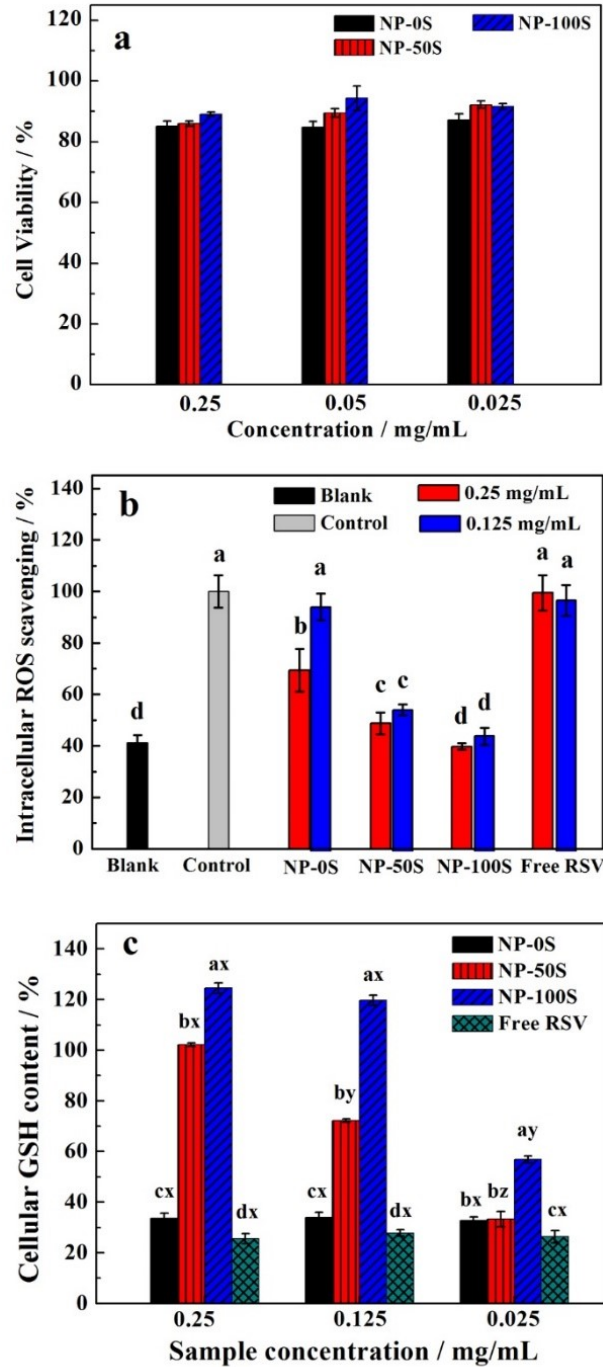 a
NP-0S
NP-100S
NP-50S
120
100
80
60
40
20
0
Cell Viability / %
0.25
0.05
0.025
Concentration / mg/mL
b
Blank
0.25 mg/mL
Control
0.125 mg/mL
140
120
100
80
60
40
20
0
Intracellular ROS scavenging / %
d
a
b
a
c
c
d
d
a
a
Blank
Control
NP-0S
NP-50S
NP-100S
Free RSV
c
NP-0S
NP-50S
NP-100S
Free RSV
140
120
100
80
60
40
20
0
Cellular GSH content / %
cx
bx
ax
dx
cx
by
ax
dx
bx
bz
ay
cx
0.25
0.125
0.025
Sample concentration / mg/mL